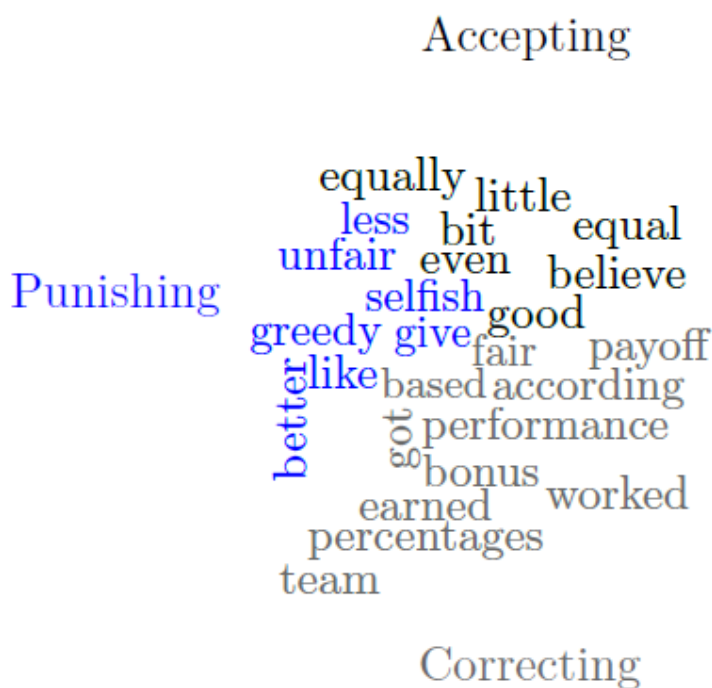 Accepting
equally
little
less
bit
equal
unfair
even
believe
Punishing
selfish
good
greedy
give
fair
payoff
like
based
according
better
got
performance
bonus
worked
earned
percentages
team
Correcting